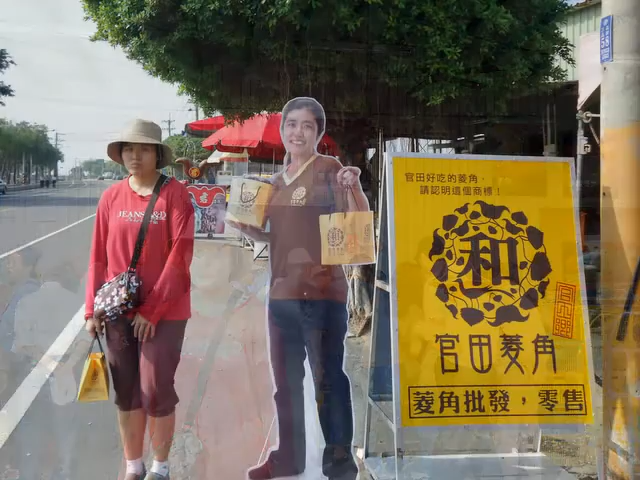 官田好吃的菱角，
請認明這個商標！
和
官田菱角
菱角批發，零售
JEANS